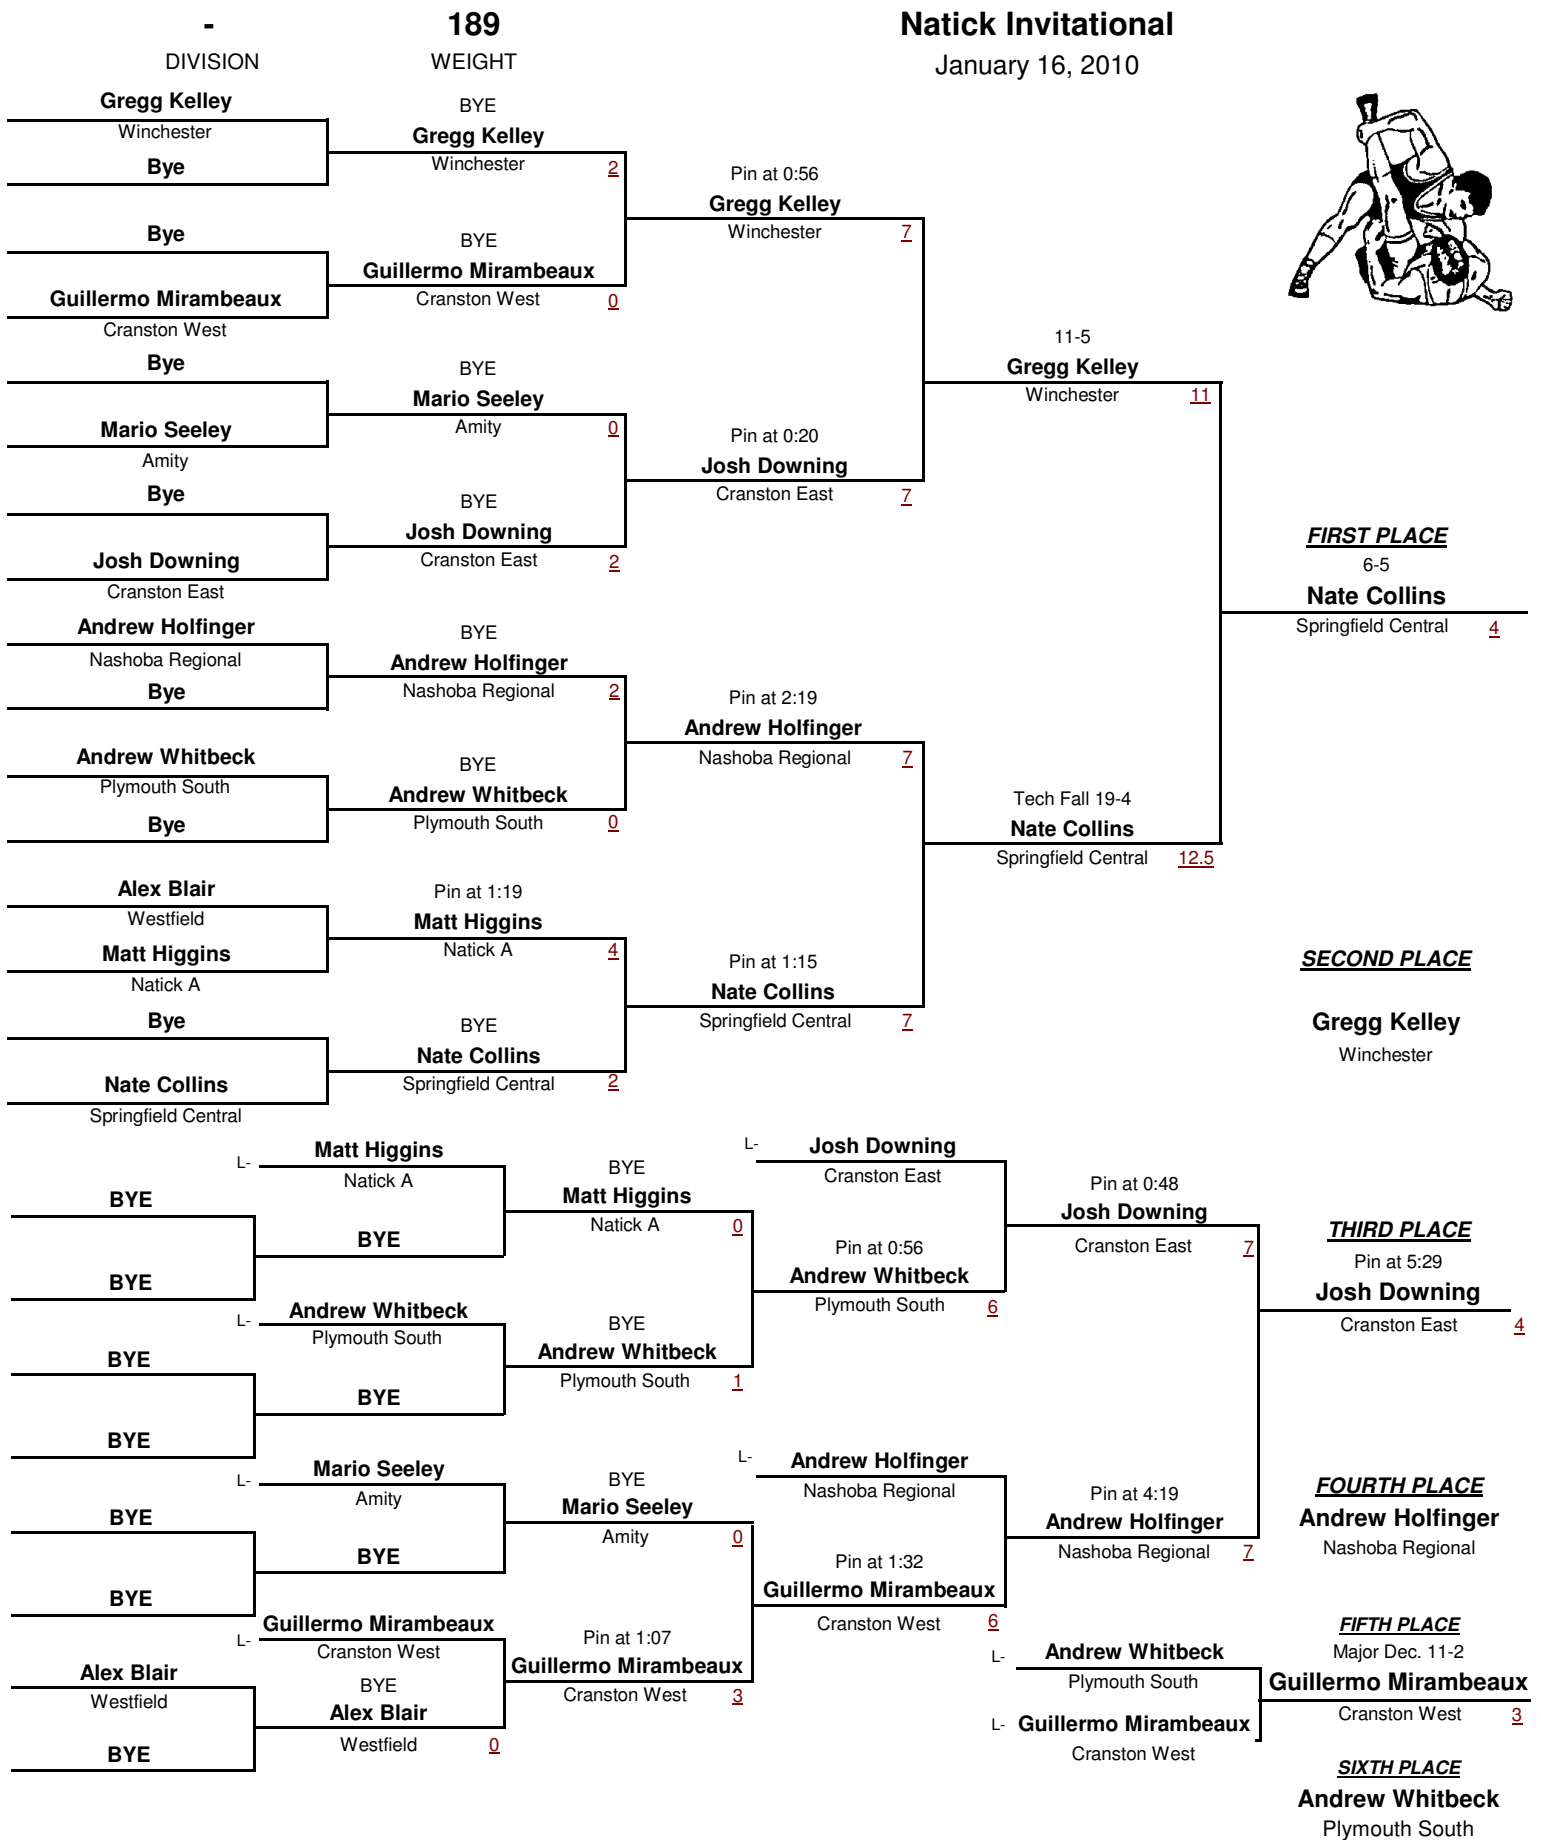 -
189
Natick Invitational
DIVISION
WEIGHT
January 16, 2010
Gregg Kelley
Winchester
Bye
Bye
Guillermo Mirambeaux
Cranston West
Bye
Mario Seeley
Amity
Bye
Josh Downing
Cranston East
Andrew Holfinger
Nashoba Regional
Bye
Andrew Whitbeck
Plymouth South
Bye
Alex Blair
Westfield
Matt Higgins
Natick A
Bye
Nate Collins
Springfield Central
BYE
Gregg Kelley
Winchester 2
BYE
Guillermo Mirambeaux
Cranston West 0
BYE
Mario Seeley
Amity 0
BYE
Josh Downing
Cranston East 2
BYE
Andrew Holfinger
Nashoba Regional 2
BYE
Andrew Whitbeck
Plymouth South 0
Pin at 1:19
Matt Higgins
Natick A 4
BYE
Nate Collins
Springfield Central 2
Pin at 0:56
Gregg Kelley
Winchester 7
Pin at 0:20
Josh Downing
Cranston East 7
Pin at 2:19
Andrew Holfinger
Nashoba Regional 7
Pin at 1:15
Nate Collins
Springfield Central 7
11-5
Gregg Kelley
Winchester 11
Tech Fall 19-4
Nate Collins
Springfield Central 12.5
FIRST PLACE
6-5
Nate Collins
Springfield Central 4
SECOND PLACE
Gregg Kelley
Winchester
BYE
BYE
BYE
BYE
BYE
BYE
Alex Blair
Westfield
BYE
L- Matt Higgins
Natick A
BYE
L- Andrew Whitbeck
Plymouth South
BYE
L- Mario Seeley
Amity
BYE
L- Guillermo Mirambeaux
Cranston West
BYE
Alex Blair
Westfield 0
BYE
Matt Higgins
Natick A 0
BYE
Andrew Whitbeck
Plymouth South 1
BYE
Mario Seeley
Amity 0
Pin at 1:07
Guillermo Mirambeaux
Cranston West 3
L- Josh Downing
Cranston East
Pin at 0:56
Andrew Whitbeck
Plymouth South 6
L- Andrew Holfinger
Nashoba Regional
Pin at 1:32
Guillermo Mirambeaux
Cranston West 6
Pin at 0:48
Josh Downing
Cranston East 7
Pin at 4:19
Andrew Holfinger
Nashoba Regional 7
L- Andrew Whitbeck
Plymouth South
L- Guillermo Mirambeaux
Cranston West
THIRD PLACE
Pin at 5:29
Josh Downing
Cranston East 4
FOURTH PLACE
Andrew Holfinger
Nashoba Regional
FIFTH PLACE
Major Dec. 11-2
Guillermo Mirambeaux
Cranston West 3
SIXTH PLACE
Andrew Whitbeck
Plymouth South